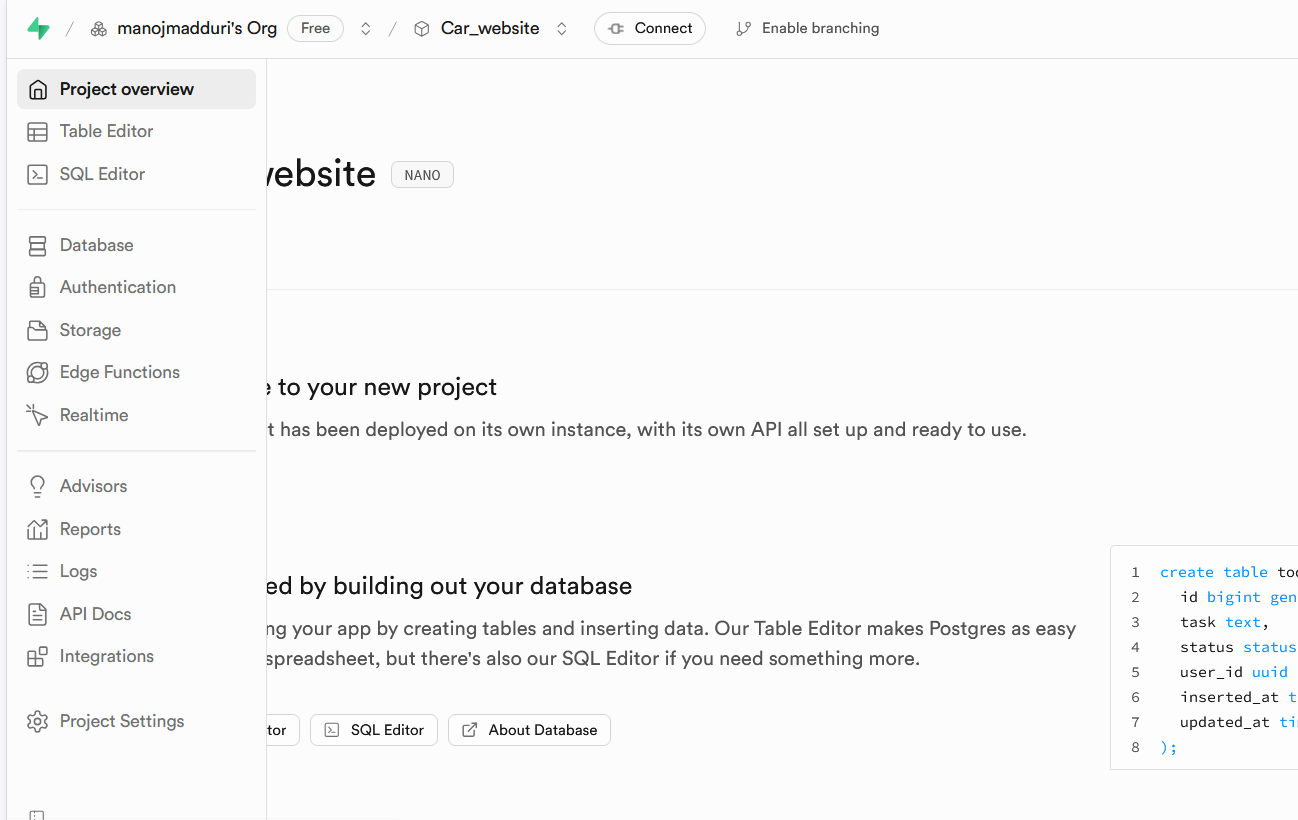 manojmadduri's Org Free Car_website Connect Enable branching
Project overview
Table Editor
SQL Editor
Database
Authentication
Storage
Edge Functions
Realtime
Advisors
Reports
Logs
API Docs
Integrations
Project Settings
website NANO
to your new project
t has been deployed on its own instance, with its own API all set up and ready to use.
ed by building out your database
ng your app by creating tables and inserting data. Our Table Editor makes Postgres as easy
spreadsheet, but there's also our SQL Editor if you need something more.
tor SQL Editor About Database
1 create table tod
2 id bigint gen
3 task text,
4 status status
5 user_id uuid
6 inserted_at t
7 updated_at tim
8 );